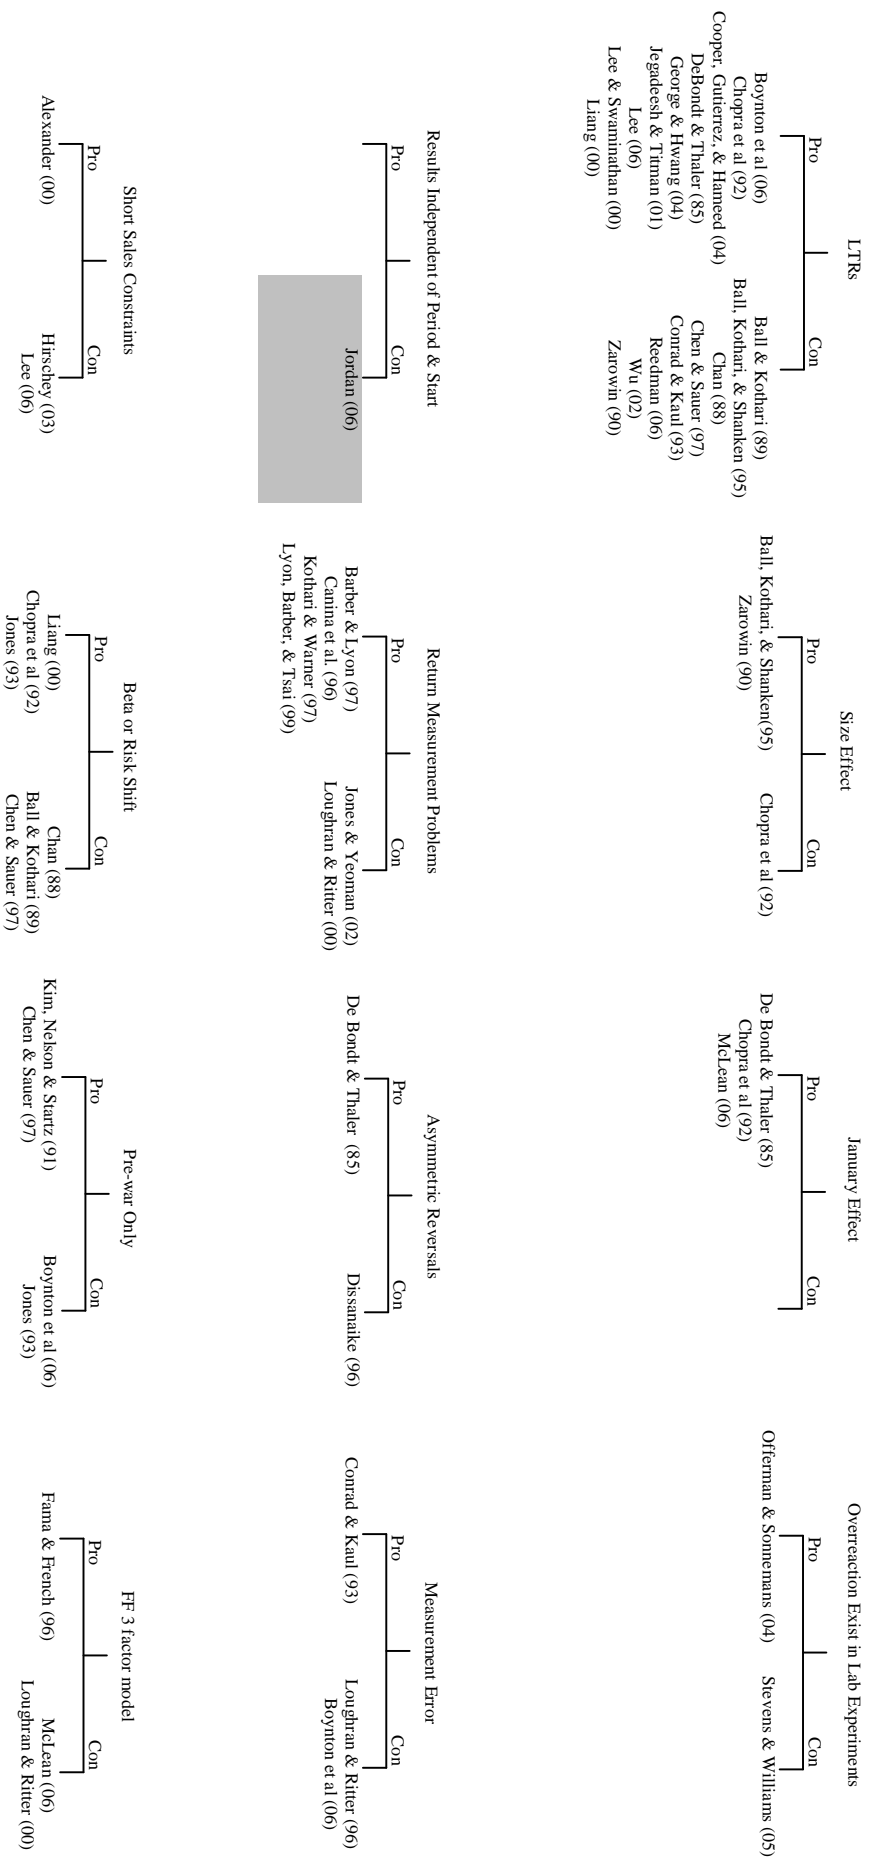 LTRs
Pro
Con
Boynton et al (06)
Chopra et al (92)
Cooper, Gutierrez, & Hameed (04)
DeBondt & Thaler (85)
George & Hwang (04)
Jegadeesh & Titman (01)
Lee (06)
Lee & Swaminathan (00)
Liang (00)
Ball & Kothari (89)
Ball, Kothari, & Shanken (95)
Chan (88)
Chen & Sauer (97)
Conrad & Kaul (93)
Reedman (06)
Wu (02)
Zarowin (90)
Size Effect
Pro
Con
Ball, Kothari, & Shanken(95)
Zarowin (90)
Chopra et al (92)
January Effect
Pro
Con
De Bondt & Thaler (85)
Chopra et al (92)
McLean (06)
Overreaction Exist in Lab Experiments
Pro
Con
Offerman & Sonnemans (04)
Stevens & Williams (05)
Results Independent of Period & Start
Pro
Con
Jordan (06)
Return Measurement Problems
Pro
Con
Barber & Lyon (97)
Canina et al. (96)
Kothari & Warner (97)
Lyon, Barber, & Tsai (99)
Jones & Yeoman (02)
Loughran & Ritter (00)
Asymmetric Reversals
Pro
Con
De Bondt & Thaler (85)
Dissanaike (96)
Measurement Error
Pro
Con
Conrad & Kaul (93)
Loughran & Ritter (96)
Boynton et al (06)
Short Sales Constraints
Pro
Con
Alexander (00)
Hirschey (03)
Lee (06)
Beta or Risk Shift
Pro
Con
Liang (00)
Chopra et al (92)
Jones (93)
Chan (88)
Ball & Kothari (89)
Chen & Sauer (97)
Pre-war Only
Pro
Con
Kim, Nelson & Startz (91)
Chen & Sauer (97)
Boynton et al (06)
Jones (93)
FF 3 factor model
Pro
Con
Fama & French (96)
McLean (06)
Loughran & Ritter (00)